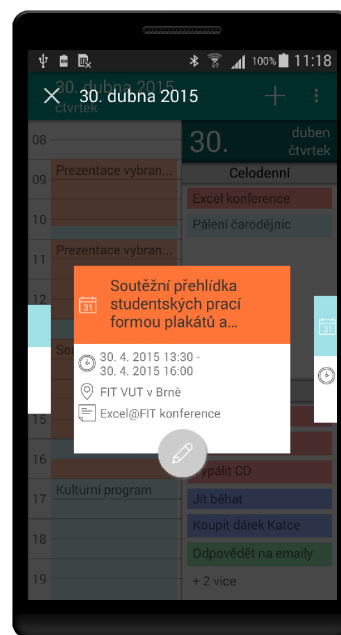 100% 11:18
30. dubna 2015
čtvrtek
30. dubna 2015
30.
duben
čtvrtek
08
09
10
11
12
15
16
17
18
19
Prezentace vybran...
Prezentace vybran...
Kulturní program
Celodenní
Excel konference
Pálení čarodějnic
Soutěžní přehlídka
studentských prací
formou plakátů a...
31
30. 4. 2015 13:30 -
30. 4. 2015 16:00
FIT VUT v Brně
Excel@FIT konference
31
Vypálit CD
Jít běhat
Koupit dárek Katce
Odpovědět na emaily
+ 2 více